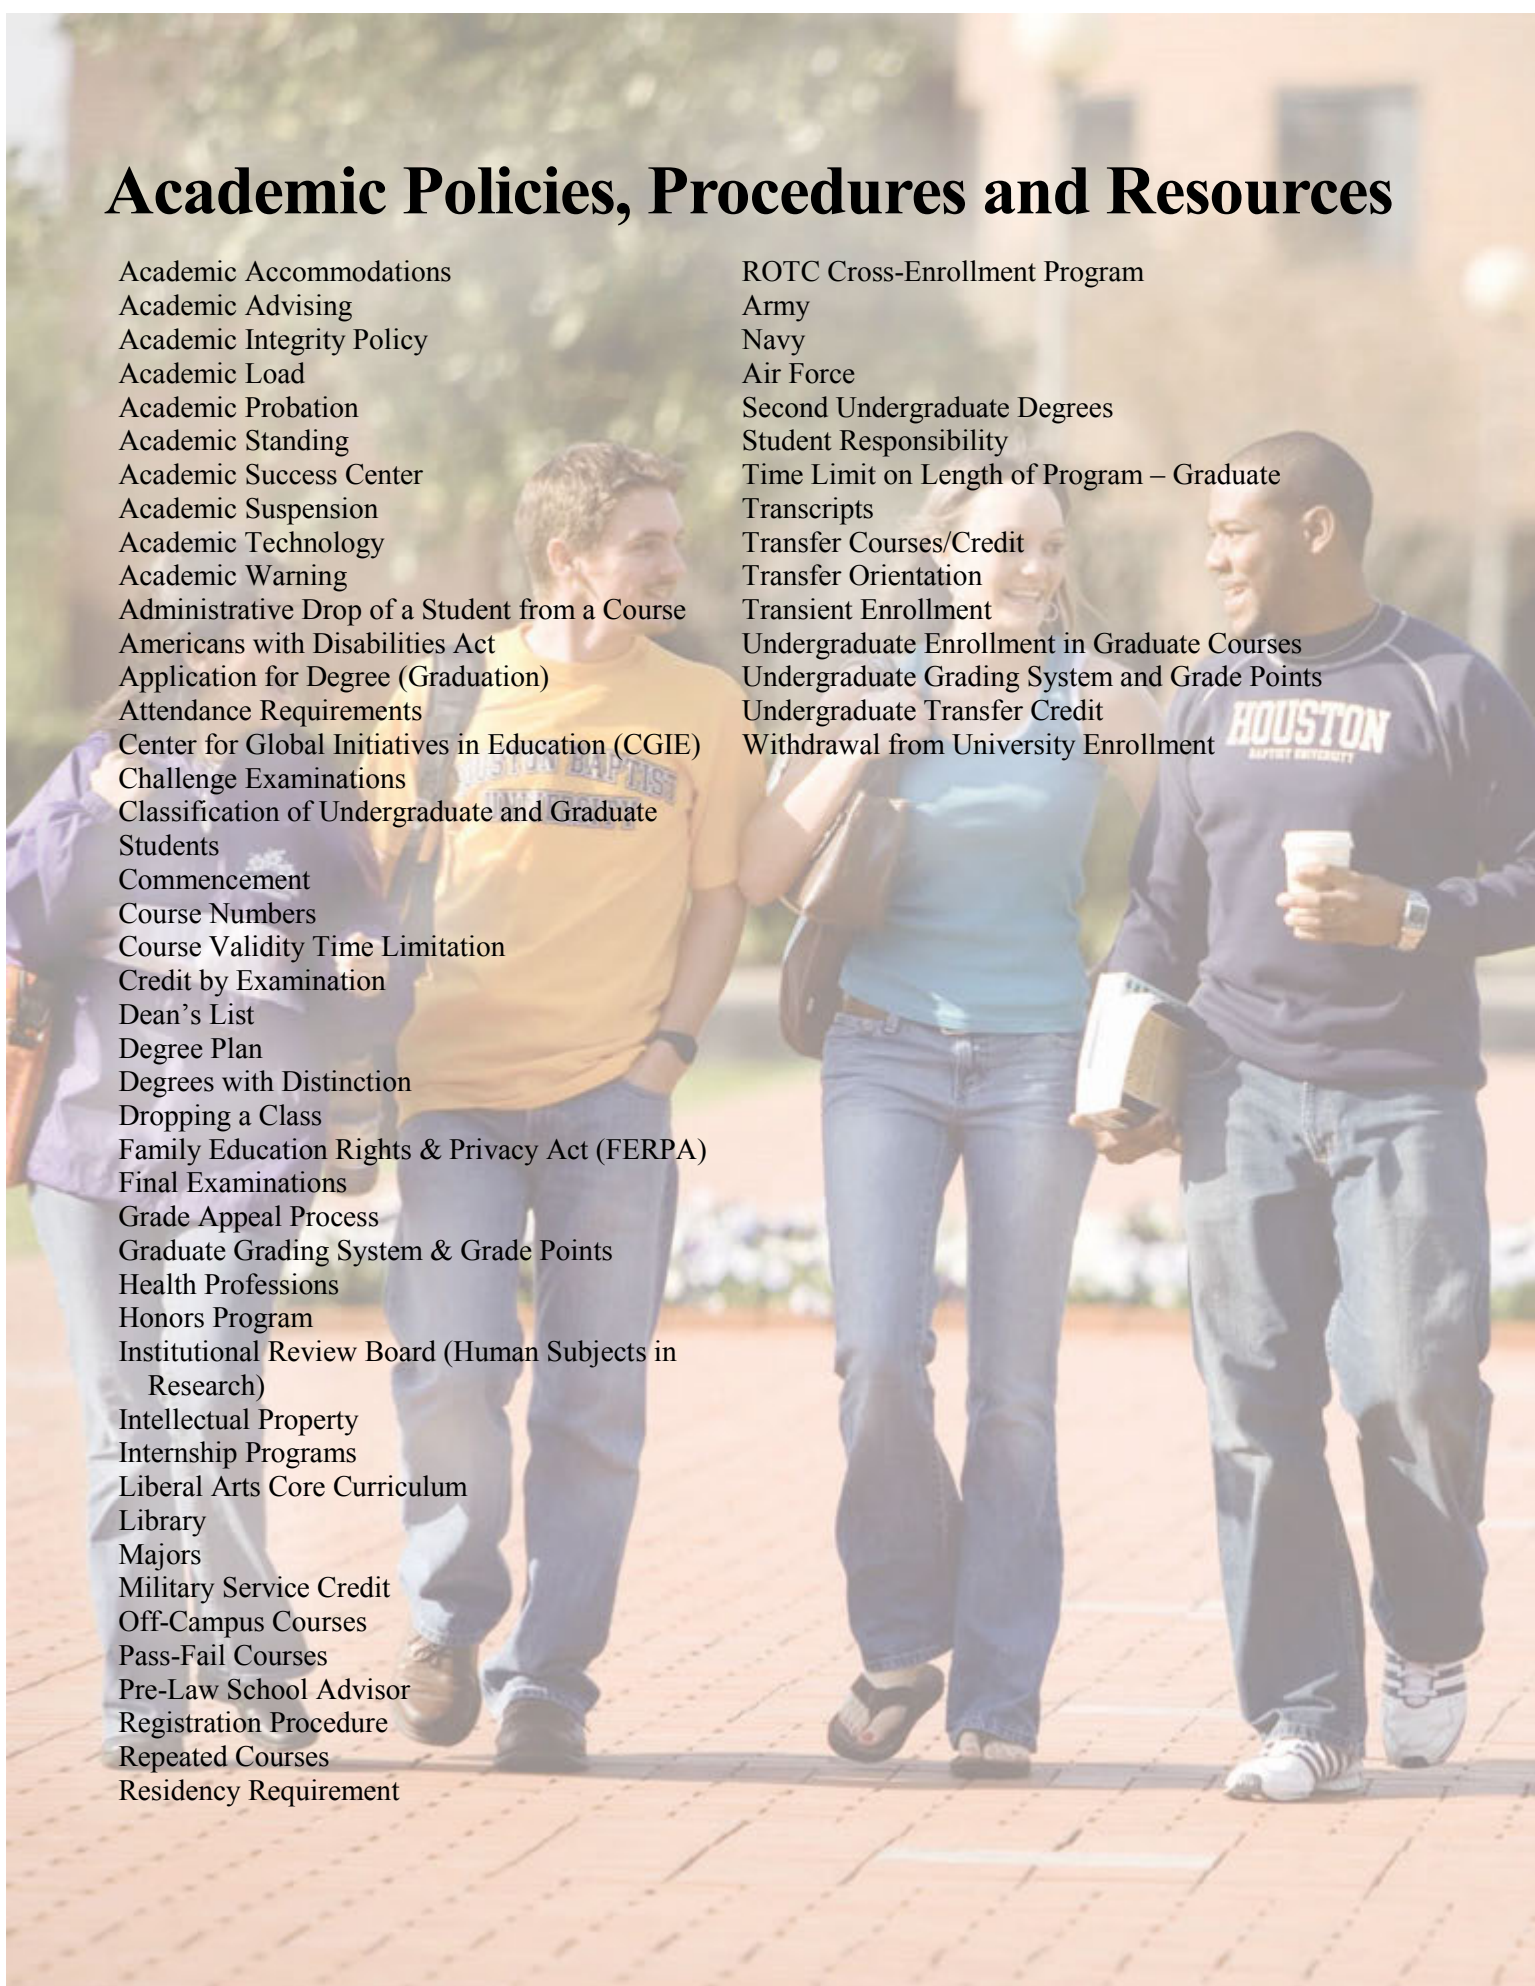 Academic Policies, Procedures and Resources
Academic Accommodations
Academic Advising
Academic Integrity Policy
Academic Load
Academic Probation
Academic Standing
Academic Success Center
Academic Suspension
Academic Technology
Academic Warning
Administrative Drop of a Student from a Course
Americans with Disabilities Act
Application for Degree (Graduation)
Attendance Requirements
Center for Global Initiatives in Education (CGIE)
Challenge Examinations
Classification of Undergraduate and Graduate
Students
Commencement
Course Numbers
Course Validity Time Limitation
Credit by Examination
Dean’s List
Degree Plan
Degrees with Distinction
Dropping a Class
Family Education Rights & Privacy Act (FERPA)
Final Examinations
Grade Appeal Process
Graduate Grading System & Grade Points
Health Professions
Honors Program
Institutional Review Board (Human Subjects in
Research)
Intellectual Property
Internship Programs
Liberal Arts Core Curriculum
Library
Majors
Military Service Credit
Off-Campus Courses
Pass-Fail Courses
Pre-Law School Advisor
Registration Procedure
Repeated Courses
Residency Requirement
ROTC Cross-Enrollment Program
Army
Navy
Air Force
Second Undergraduate Degrees
Student Responsibility
Time Limit on Length of Program – Graduate
Transcripts
Transfer Courses/Credit
Transfer Orientation
Transient Enrollment
Undergraduate Enrollment in Graduate Courses
Undergraduate Grading System and Grade Points
Undergraduate Transfer Credit
Withdrawal from University Enrollment
HOUSTON BAPTIST
UNIVERSITY
HOUSTON
BAPTIST UNIVERSITY